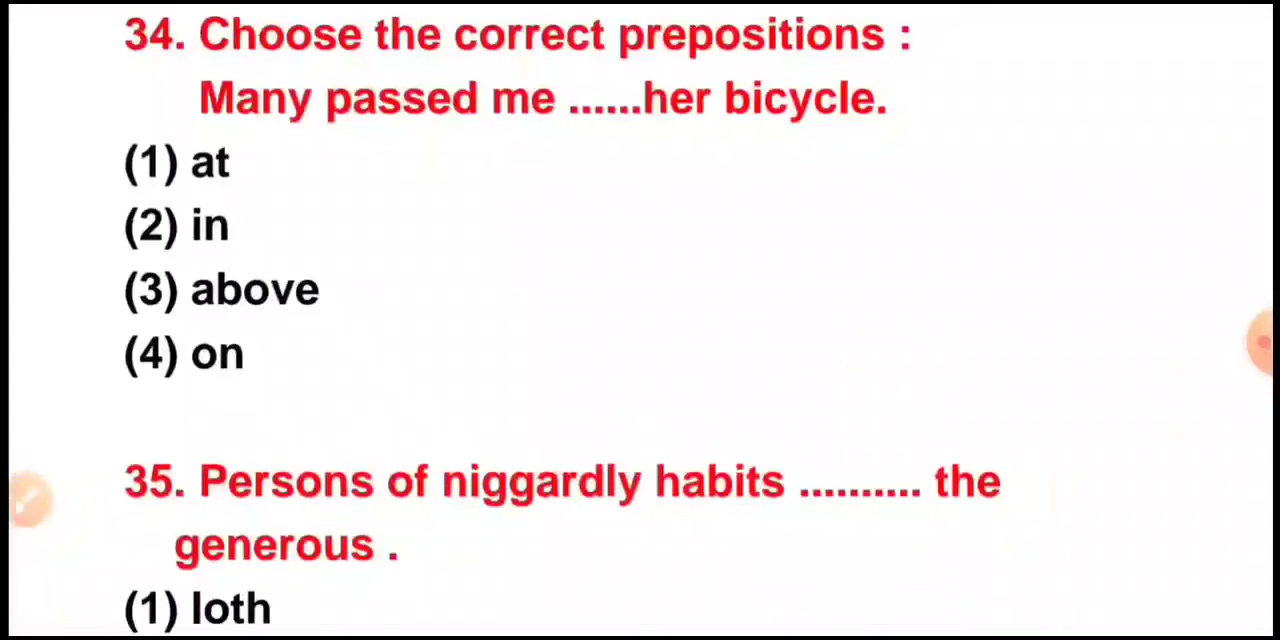 34. Choose the correct prepositions :
Many passed me ......her bicycle.
(1) at
(2) in
(3) above
(4) on
35. Persons of niggardly habits .......... the
generous .
(1) loth